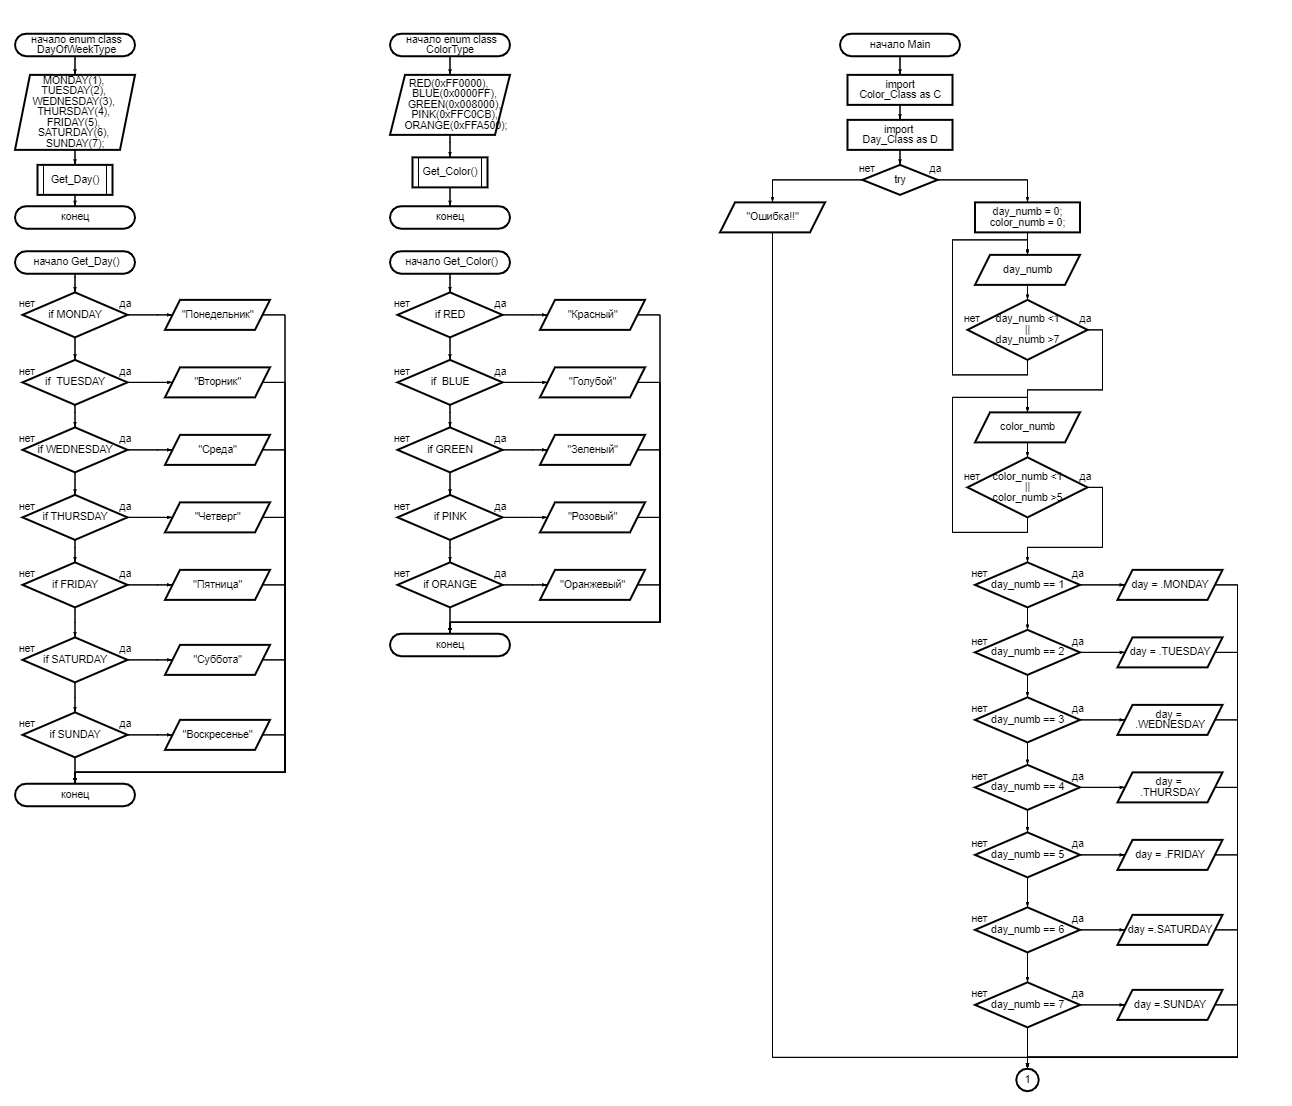 начало enum class
DayOfWeekType
MONDAY(1),
TUESDAY(2),
WEDNESDAY(3),
THURSDAY(4),
FRIDAY(5),
SATURDAY(6),
SUNDAY(7);
Get_Day()
конец
начало Get_Day()
нет
if MONDAY
да
"Понедельник"
нет
if TUESDAY
да
"Вторник"
нет
if WEDNESDAY
да
"Среда"
нет
if THURSDAY
да
"Четверг"
нет
if FRIDAY
да
"Пятница"
нет
if SATURDAY
да
"Суббота"
нет
if SUNDAY
да
"Воскресенье"
конец
начало enum class
ColorType
RED(0xFF0000),
BLUE(0x0000FF),
GREEN(0x008000),
PINK(0xFFC0CB),
ORANGE(0xFFA500);
Get_Color()
конец
начало Get_Color()
нет
if RED
да
"Красный"
нет
if BLUE
да
"Голубой"
нет
if GREEN
да
"Зеленый"
нет
if PINK
да
"Розовый"
нет
if ORANGE
да
"Оранжевый"
конец
начало Main
import
Color_Class as C
import
Day_Class as D
нет
try
да
"Ошибка!!"
day_numb = 0;
color_numb = 0;
day_numb
нет
day_numb <1
||
day_numb >7
да
color_numb
нет
color_numb <1
||
color_numb >5
да
нет
day_numb == 1
да
day = .MONDAY
нет
day_numb == 2
да
day = .TUESDAY
нет
day_numb == 3
да
day =
.WEDNESDAY
нет
day_numb == 4
да
day =
.THURSDAY
нет
day_numb == 5
да
day = .FRIDAY
нет
day_numb == 6
да
day =.SATURDAY
нет
day_numb == 7
да
day =.SUNDAY
1